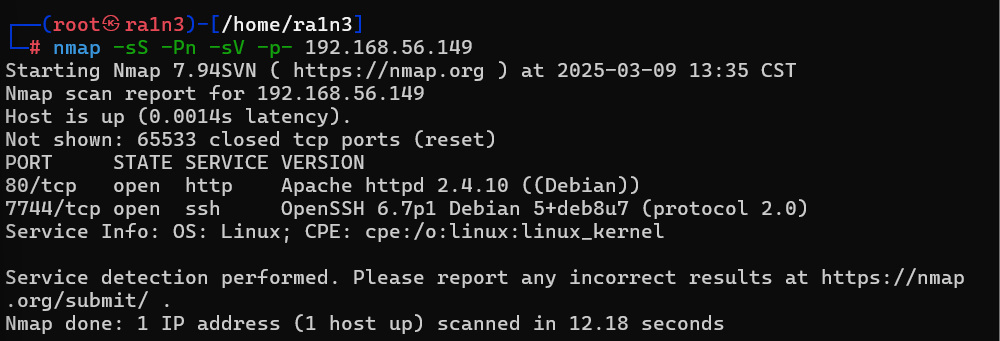 ┌──(root㉿ra1n3)-[/home/ra1n3]
└─# nmap -sS -Pn -sV -p- 192.168.56.149
Starting Nmap 7.94SVN ( https://nmap.org ) at 2025-03-09 13:35 CST
Nmap scan report for 192.168.56.149
Host is up (0.0014s latency).
Not shown: 65533 closed tcp ports (reset)
PORT     STATE SERVICE VERSION
80/tcp   open  http    Apache httpd 2.4.10 ((Debian))
7744/tcp open  ssh     OpenSSH 6.7p1 Debian 5+deb8u7 (protocol 2.0)
Service Info: OS: Linux; CPE: cpe:/o:linux:linux_kernel

Service detection performed. Please report any incorrect results at https://nmap
.org/submit/ .
Nmap done: 1 IP address (1 host up) scanned in 12.18 seconds